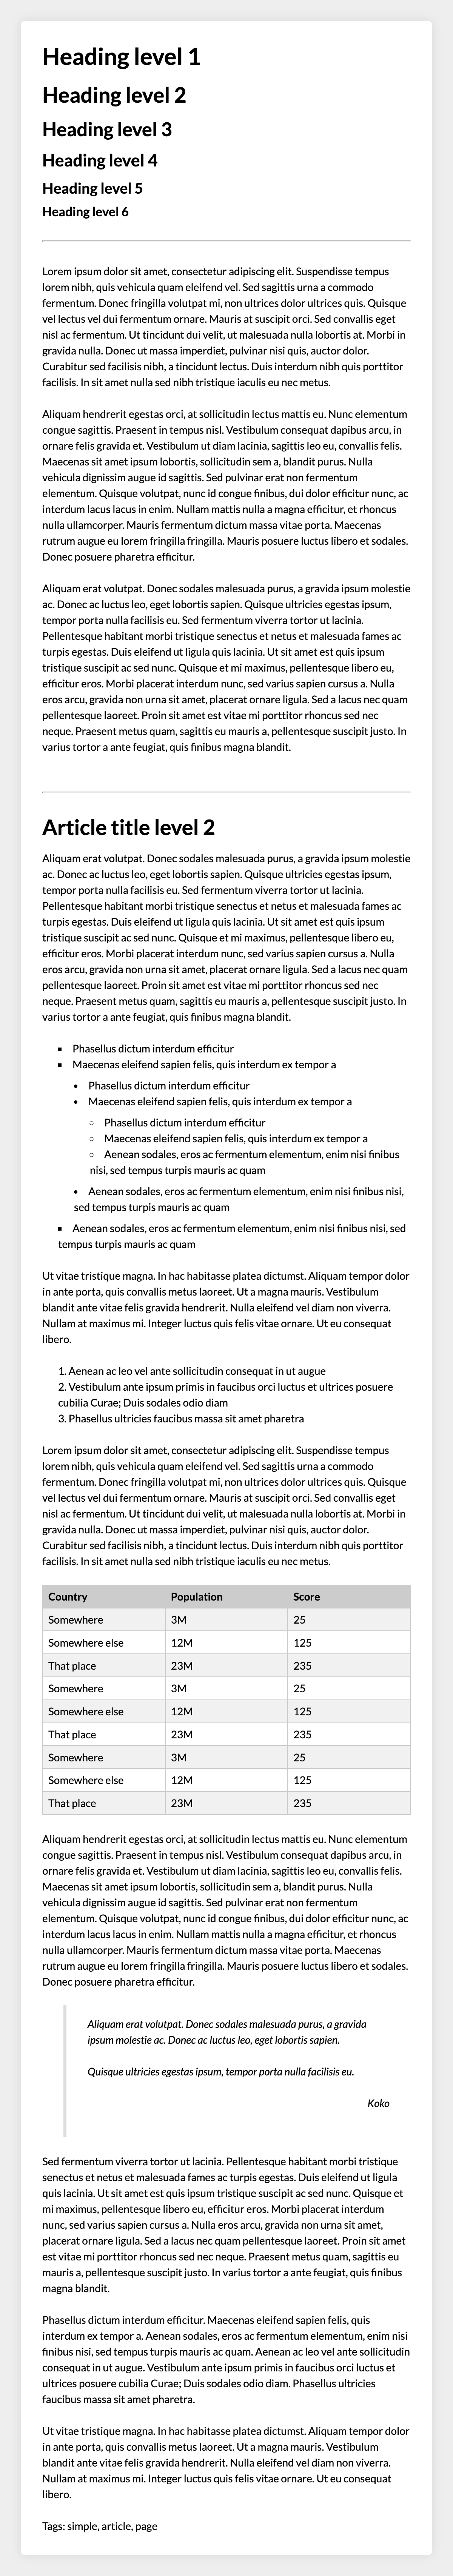 Heading level 1
Heading level 2
Heading level 3
Heading level 4
Heading level 5
Heading level 6
Lorem ipsum dolor sit amet, consectetur adipiscing elit. Suspendisse tempus
lorem nibh, quis vehicula quam eleifend vel. Sed sagittis urna a commodo
fermentum. Donec fringilla volutpat mi, non ultrices dolor ultrices quis. Quisque
vel lectus vel dui fermentum ornare. Mauris at suscipit orci. Sed convallis eget
nisl ac fermentum. Ut tincidunt dui velit, ut malesuada nulla lobortis at. Morbi in
gravida nulla. Donec ut massa imperdiet, pulvinar nisi quis, auctor dolor.
Curabitur sed facilisis nibh, a tincidunt lectus. Duis interdum nibh quis porttitor
facilisis. In sit amet nulla sed nibh tristique iaculis eu nec metus.
Aliquam hendrerit egestas orci, at sollicitudin lectus mattis eu. Nunc elementum
congue sagittis. Praesent in tempus nisl. Vestibulum consequat dapibus arcu, in
ornare felis gravida et. Vestibulum ut diam lacinia, sagittis leo eu, convallis felis.
Maecenas sit amet ipsum lobortis, sollicitudin sem a, blandit purus. Nulla
vehicula dignissim augue id sagittis. Sed pulvinar erat non fermentum
elementum. Quisque volutpat, nunc id congue finibus, dui dolor efficitur nunc, ac
interdum lacus lacus in enim. Nullam mattis nulla a magna efficitur, et rhoncus
nulla ullamcorper. Mauris fermentum dictum massa vitae porta. Maecenas
rutrum augue eu lorem fringilla fringilla. Mauris posuere luctus libero et sodales.
Donec posuere pharetra efficitur.
Aliquam erat volutpat. Donec sodales malesuada purus, a gravida ipsum molestie
ac. Donec ac luctus leo, eget lobortis sapien. Quisque ultricies egestas ipsum,
tempor porta nulla facilisis eu. Sed fermentum viverra tortor ut lacinia.
Pellentesque habitant morbi tristique senectus et netus et malesuada fames ac
turpis egestas. Duis eleifend ut ligula quis lacinia. Ut sit amet est quis ipsum
tristique suscipit ac sed nunc. Quisque et mi maximus, pellentesque libero eu,
efficitur eros. Morbi placerat interdum nunc, sed varius sapien cursus a. Nulla
eros arcu, gravida non urna sit amet, placerat ornare ligula. Sed a lacus nec quam
pellentesque laoreet. Proin sit amet est vitae mi porttitor rhoncus sed nec
neque. Praesent metus quam, sagittis eu mauris a, pellentesque suscipit justo. In
varius tortor a ante feugiat, quis finibus magna blandit.
Article title level 2
Aliquam erat volutpat. Donec sodales malesuada purus, a gravida ipsum molestie
ac. Donec ac luctus leo, eget lobortis sapien. Quisque ultricies egestas ipsum,
tempor porta nulla facilisis eu. Sed fermentum viverra tortor ut lacinia.
Pellentesque habitant morbi tristique senectus et netus et malesuada fames ac
turpis egestas. Duis eleifend ut ligula quis lacinia. Ut sit amet est quis ipsum
tristique suscipit ac sed nunc. Quisque et mi maximus, pellentesque libero eu,
efficitur eros. Morbi placerat interdum nunc, sed varius sapien cursus a. Nulla
eros arcu, gravida non urna sit amet, placerat ornare ligula. Sed a lacus nec quam
pellentesque laoreet. Proin sit amet est vitae mi porttitor rhoncus sed nec
neque. Praesent metus quam, sagittis eu mauris a, pellentesque suscipit justo. In
varius tortor a ante feugiat, quis finibus magna blandit.
▪ Phasellus dictum interdum efficitur
▪ Maecenas eleifend sapien felis, quis interdum ex tempor a
• Phasellus dictum interdum efficitur
• Maecenas eleifend sapien felis, quis interdum ex tempor a
◦ Phasellus dictum interdum efficitur
◦ Maecenas eleifend sapien felis, quis interdum ex tempor a
◦ Aenean sodales, eros ac fermentum elementum, enim nisi finibus
nisi, sed tempus turpis mauris ac quam
• Aenean sodales, eros ac fermentum elementum, enim nisi finibus nisi,
sed tempus turpis mauris ac quam
▪ Aenean sodales, eros ac fermentum elementum, enim nisi finibus nisi, sed
tempus turpis mauris ac quam
Ut vitae tristique magna. In hac habitasse platea dictumst. Aliquam tempor dolor
in ante porta, quis convallis metus laoreet. Ut a magna mauris. Vestibulum
blandit ante vitae felis gravida hendrerit. Nulla eleifend vel diam non viverra.
Nullam at maximus mi. Integer luctus quis felis vitae ornare. Ut eu consequat
libero.
1. Aenean ac leo vel ante sollicitudin consequat in ut augue
2. Vestibulum ante ipsum primis in faucibus orci luctus et ultrices posuere
cubilia Curae; Duis sodales odio diam
3. Phasellus ultricies faucibus massa sit amet pharetra
Lorem ipsum dolor sit amet, consectetur adipiscing elit. Suspendisse tempus
lorem nibh, quis vehicula quam eleifend vel. Sed sagittis urna a commodo
fermentum. Donec fringilla volutpat mi, non ultrices dolor ultrices quis. Quisque
vel lectus vel dui fermentum ornare. Mauris at suscipit orci. Sed convallis eget
nisl ac fermentum. Ut tincidunt dui velit, ut malesuada nulla lobortis at. Morbi in
gravida nulla. Donec ut massa imperdiet, pulvinar nisi quis, auctor dolor.
Curabitur sed facilisis nibh, a tincidunt lectus. Duis interdum nibh quis porttitor
facilisis. In sit amet nulla sed nibh tristique iaculis eu nec metus.
Country Population Score
Somewhere 3M 25
Somewhere else 12M 125
That place 23M 235
Somewhere 3M 25
Somewhere else 12M 125
That place 23M 235
Somewhere 3M 25
Somewhere else 12M 125
That place 23M 235
Aliquam hendrerit egestas orci, at sollicitudin lectus mattis eu. Nunc elementum
congue sagittis. Praesent in tempus nisl. Vestibulum consequat dapibus arcu, in
ornare felis gravida et. Vestibulum ut diam lacinia, sagittis leo eu, convallis felis.
Maecenas sit amet ipsum lobortis, sollicitudin sem a, blandit purus. Nulla
vehicula dignissim augue id sagittis. Sed pulvinar erat non fermentum
elementum. Quisque volutpat, nunc id congue finibus, dui dolor efficitur nunc, ac
interdum lacus lacus in enim. Nullam mattis nulla a magna efficitur, et rhoncus
nulla ullamcorper. Mauris fermentum dictum massa vitae porta. Maecenas
rutrum augue eu lorem fringilla fringilla. Mauris posuere luctus libero et sodales.
Donec posuere pharetra efficitur.
Aliquam erat volutpat. Donec sodales malesuada purus, a gravida
ipsum molestie ac. Donec ac luctus leo, eget lobortis sapien.
Quisque ultricies egestas ipsum, tempor porta nulla facilisis eu.
Koko
Sed fermentum viverra tortor ut lacinia. Pellentesque habitant morbi tristique
senectus et netus et malesuada fames ac turpis egestas. Duis eleifend ut ligula
quis lacinia. Ut sit amet est quis ipsum tristique suscipit ac sed nunc. Quisque et
mi maximus, pellentesque libero eu, efficitur eros. Morbi placerat interdum
nunc, sed varius sapien cursus a. Nulla eros arcu, gravida non urna sit amet,
placerat ornare ligula. Sed a lacus nec quam pellentesque laoreet. Proin sit amet
est vitae mi porttitor rhoncus sed nec neque. Praesent metus quam, sagittis eu
mauris a, pellentesque suscipit justo. In varius tortor a ante feugiat, quis finibus
magna blandit.
Phasellus dictum interdum efficitur. Maecenas eleifend sapien felis, quis
interdum ex tempor a. Aenean sodales, eros ac fermentum elementum, enim nisi
finibus nisi, sed tempus turpis mauris ac quam. Aenean ac leo vel ante sollicitudin
consequat in ut augue. Vestibulum ante ipsum primis in faucibus orci luctus et
ultrices posuere cubilia Curae; Duis sodales odio diam. Phasellus ultricies
faucibus massa sit amet pharetra.
Ut vitae tristique magna. In hac habitasse platea dictumst. Aliquam tempor dolor
in ante porta, quis convallis metus laoreet. Ut a magna mauris. Vestibulum
blandit ante vitae felis gravida hendrerit. Nulla eleifend vel diam non viverra.
Nullam at maximus mi. Integer luctus quis felis vitae ornare. Ut eu consequat
libero.
Tags: simple, article, page